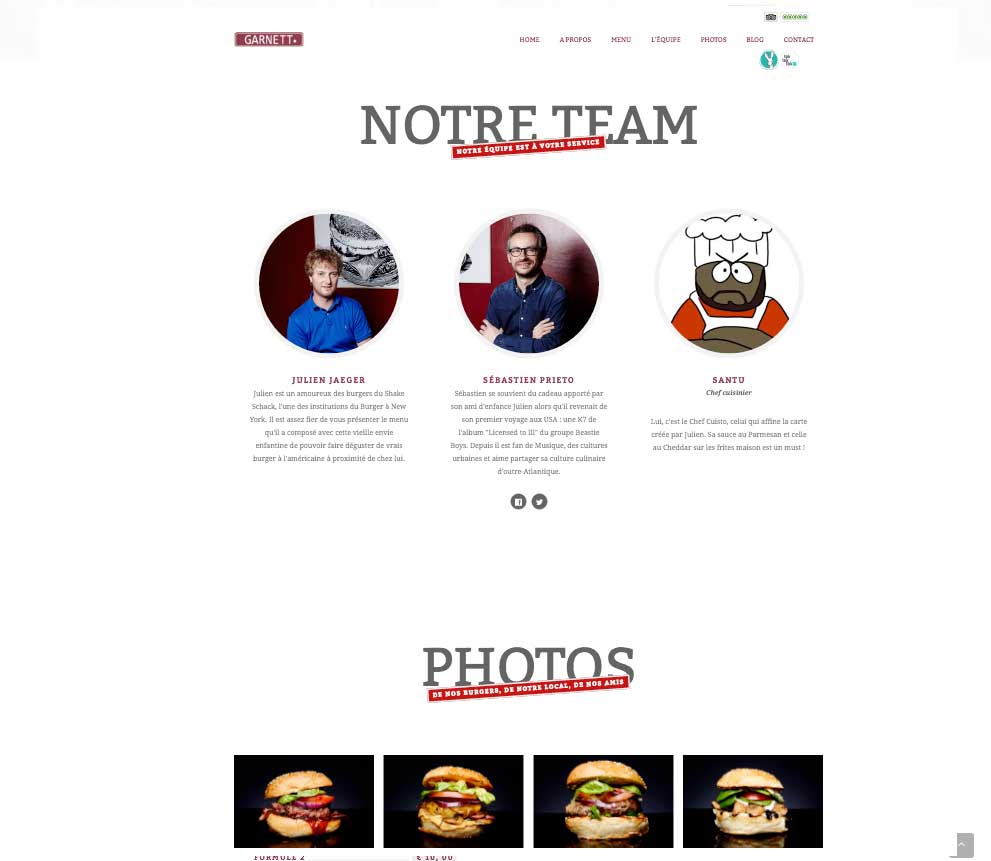 GARNETT
HOME A PROPOS MENU L'ÉQUIPE PHOTOS BLOG CONTACT
NOTRE TEAM
NOTRE ÉQUIPE EST À VOTRE SERVICE
JULIEN JAEGER
Julien est un amoureux des burgers du Shake
Schack, l'une des institutions du Burger à New
York. Il est assez fier de vous présenter le menu
qu'il a composé avec cette vieille envie
enfantine de pouvoir faire déguster de vrais
burger à l'américaine à proximité de chez lui.
SÉBASTIEN PRIETO
Sébastien se souvient du cadeau apporté par
son ami d'enfance Julien alors qu'il revenait de
son premier voyage aux USA : une K7 de
l'album "Licensed to Ill" du groupe Beastie
Boys. Depuis il est fan de Musique, des cultures
urbaines et aime partager sa culture culinaire
d'outre-Atlantique.
SANTU
Chef cuisinier
Lui, c'est le Chef Cuisto, celui qui affine la carte
créée par Julien. Sa sauce au Parmesan et celle
au Cheddar sur les frites maison est un must !
PHOTOS
DE NOS BURGERS, DE NOTRE LOCAL, DE NOS AMIS
FORMULE 2 € 10, 00